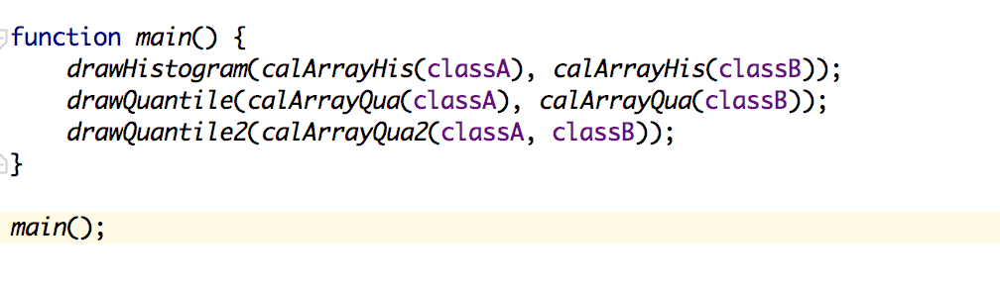 function main() {
    drawHistogram(calArrayHis(classA), calArrayHis(classB));
    drawQuantile(calArrayQua(classA), calArrayQua(classB));
    drawQuantile2(calArrayQua2(classA, classB));
}
main();